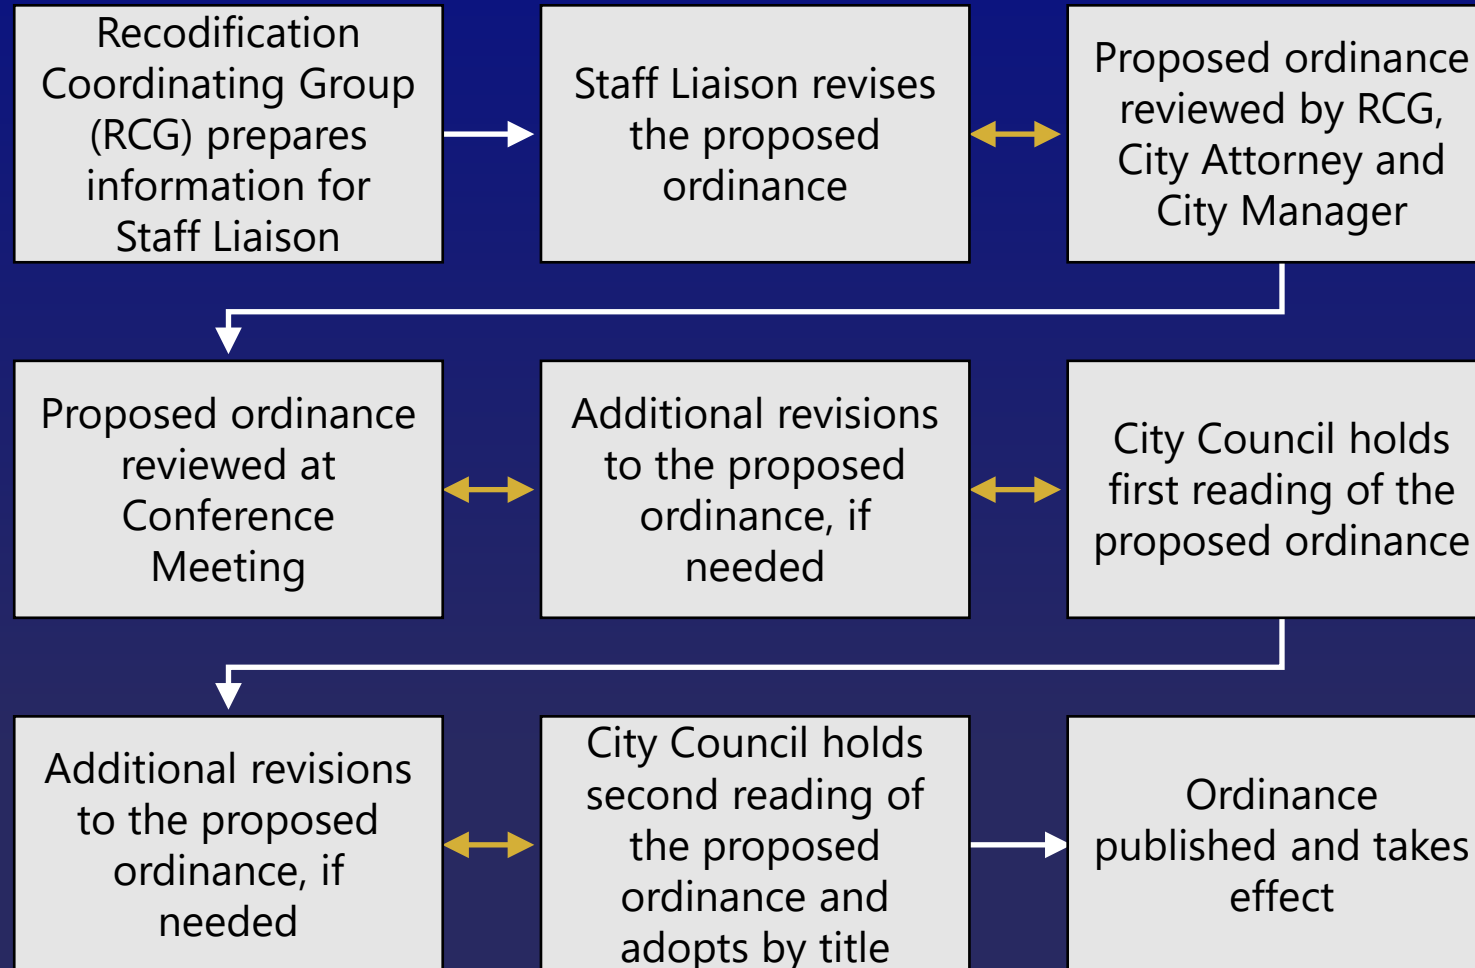 Recodification
Coordinating Group
(RCG) prepares
information for
Staff Liaison
Staff Liaison revises
the proposed
ordinance
Proposed ordinance
reviewed by RCG,
City Attorney and
City Manager
Proposed ordinance
reviewed at
Conference
Meeting
Additional revisions
to the proposed
ordinance, if
needed
City Council holds
first reading of the
proposed ordinance
Additional revisions
to the proposed
ordinance, if
needed
City Council holds
second reading of
the proposed
ordinance and
adopts by title
Ordinance
published and takes
effect